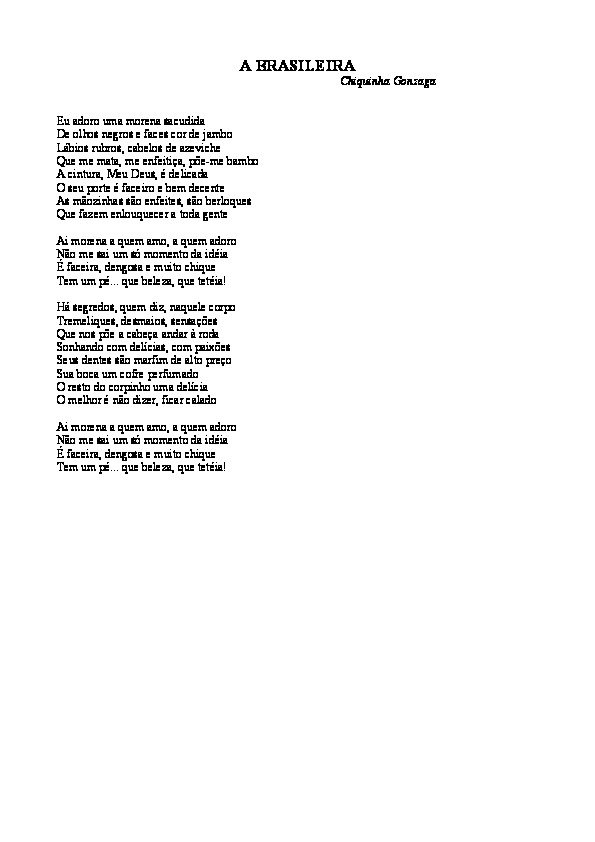 A BRASILEIRA
Chiquinha Gonzaga
Eu adoro uma morena sacudida
De olhos negros e faces cor de jambo
Lábios rubros, cabelos de azeviche
Que me mata, me enfeitiça, põe-me bambo
A cintura, Meu Deus, é delicada
O seu porte é faceiro e bem decente
As mãozinhas são enfeites, são berloques
Que fazem enlouquecer a toda gente
Ai morena a quem amo, a quem adoro
Não me sai um só momento da idéia
É faceira, dengosa e muito chique
Tem um pé... que beleza, que tetéia!
Há segredos, quem diz, naquele corpo
Tremeliques, desmaios, sensações
Que nos põe a cabeça andar à roda
Sonhando com delícias, com paixões
Seus dentes são marfim de alto preço
Sua boca um cofre perfumado
O resto do corpinho uma delícia
O melhor é não dizer, ficar calado
Ai morena a quem amo, a quem adoro
Não me sai um só momento da idéia
É faceira, dengosa e muito chique
Tem um pé... que beleza, que tetéia!